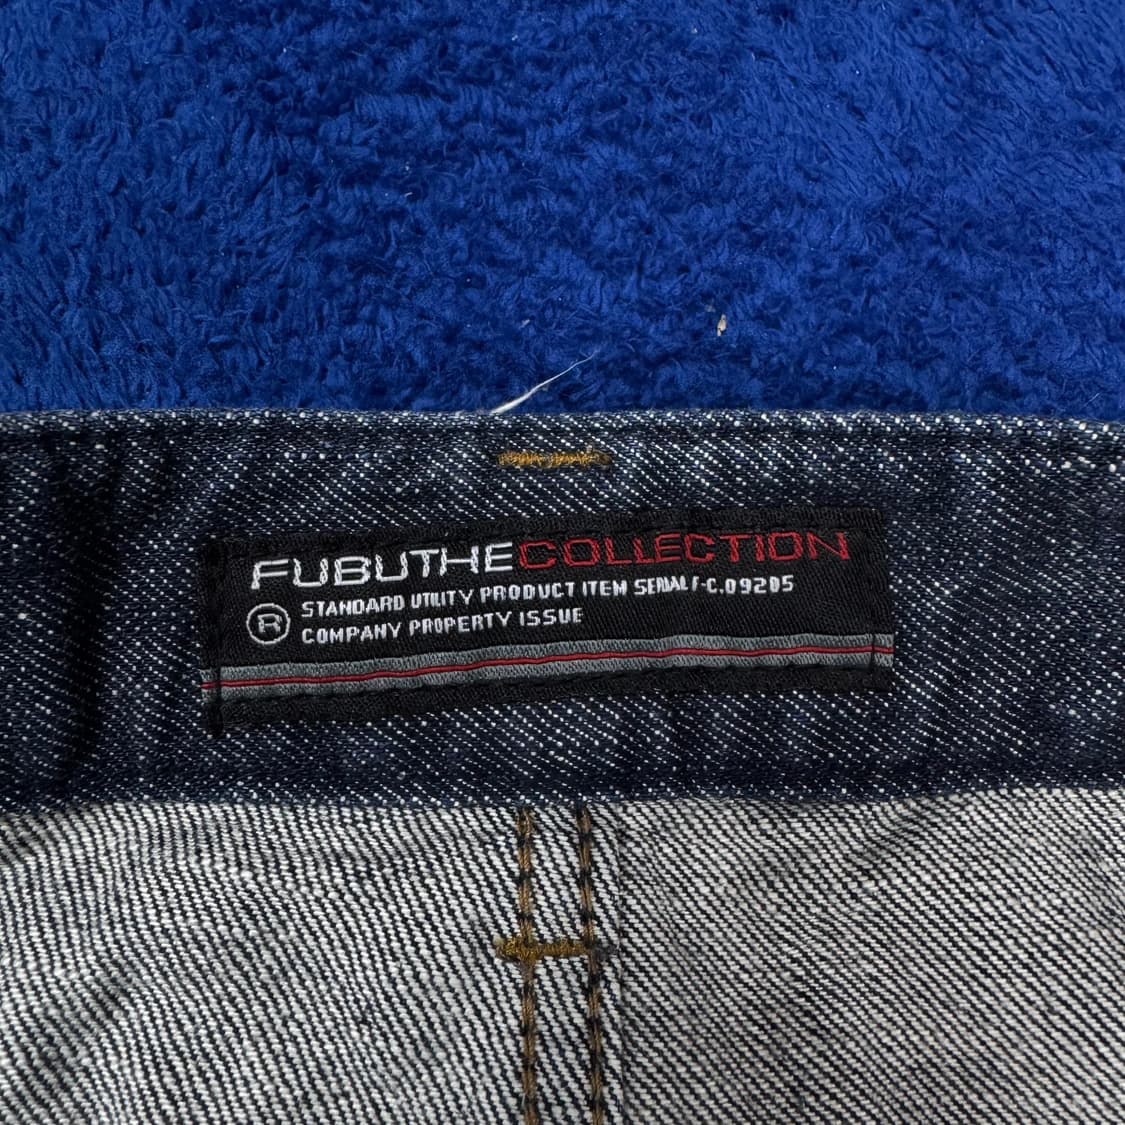 FUBUTHECOLLECTION
STANDARD UTILITY PRODUCT ITEM SERIAL F-C.09205
® COMPANY PROPERTY ISSUE